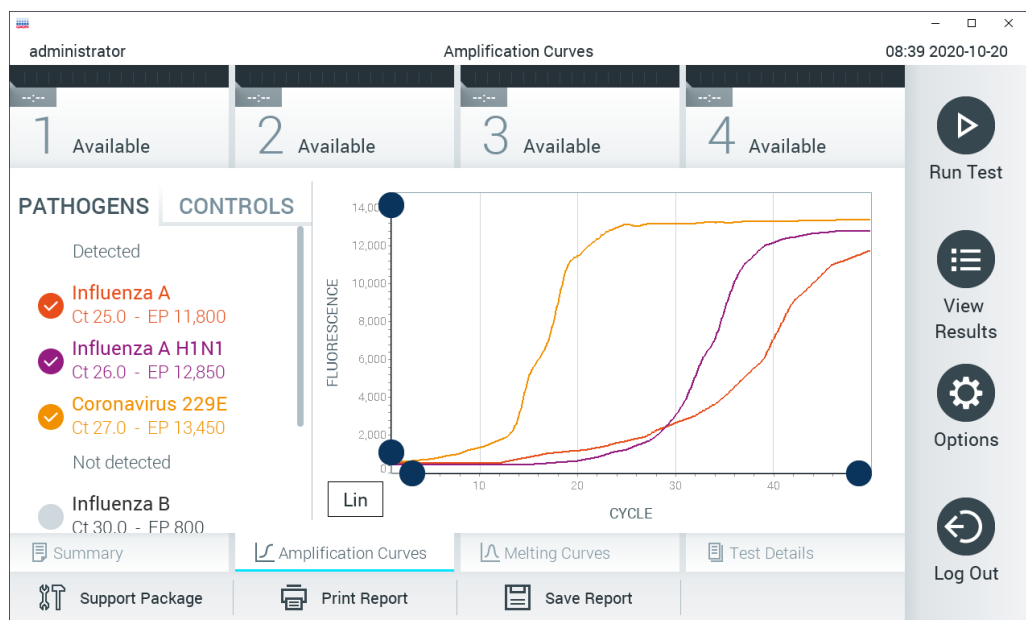 administrator
Amplification Curves
08:39 2020-10-20
--:--
1 Available
--:--
2 Available
--:--
3 Available
--:--
4 Available
Run Test
View
Results
Options
Log Out
PATHOGENS
CONTROLS
Detected
Influenza A
Ct 25.0 - EP 11,800
Influenza A H1N1
Ct 26.0 - EP 12,850
Coronavirus 229E
Ct 27.0 - EP 13,450
Not detected
Influenza B
Ct 30.0 - EP 800
FLUORESCENCE
12,000
10,000
8,000
6,000
4,000
2,000
0
10
20
30
40
CYCLE
Lin
Summary
Amplification Curves
Melting Curves
Test Details
Support Package
Print Report
Save Report